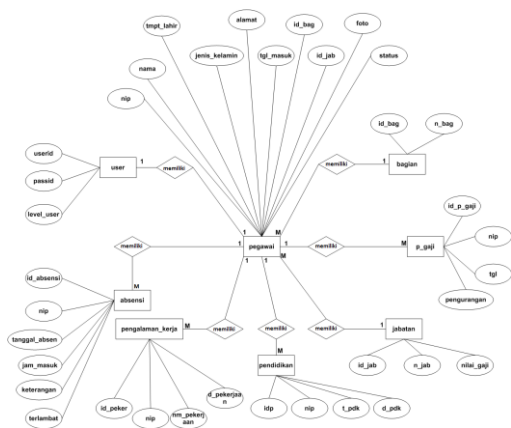 alamat
tmpt_lahir
id_bag
foto
jenis_kelamin
tgl_masuk
id_jab
status
nama
nip
id_bag
n_bag
userid
user
1
memiliki
memiliki
1
bagian
passid
level_user
id_p_gaji
1
M
memiliki
1
pegawai
1
memiliki
M
p_gaji
nip
1
1
M
tgl
id_absensi
M
pengurangan
absensi
nip
pengalaman_kerja
M
memiliki
memiliki
memiliki
1
jabatan
tanggal_absen
jam_masuk
M
pendidikan
id_jab
n_jab
nilai_gaji
keterangan
d_pekerjaa
n
id_peker
terlambat
nip
nm_pekerj
aan
idp
nip
t_pdk
d_pdk